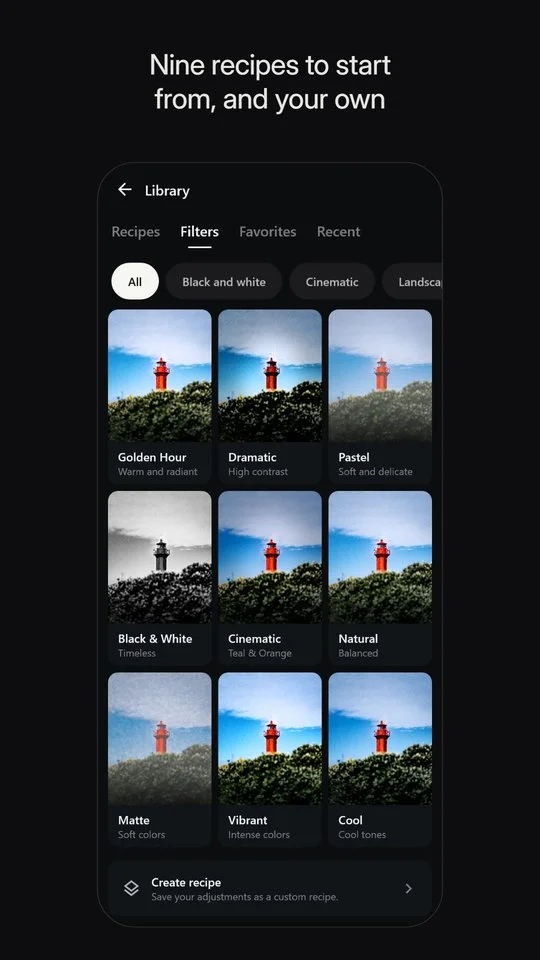 Nine recipes to start
from, and your own
Library
Recipes Filters Favorites Recent
All Black and white Cinematic Landsca
Golden Hour Dramatic Pastel
Warm and radiant High contrast Soft and delicate
Black & White Cinematic Natural
Timeless Teal & Orange Balanced
Matte Vibrant Cool
Soft colors Intense colors Cool tones
Create recipe
Save your adjustments as a custom recipe.